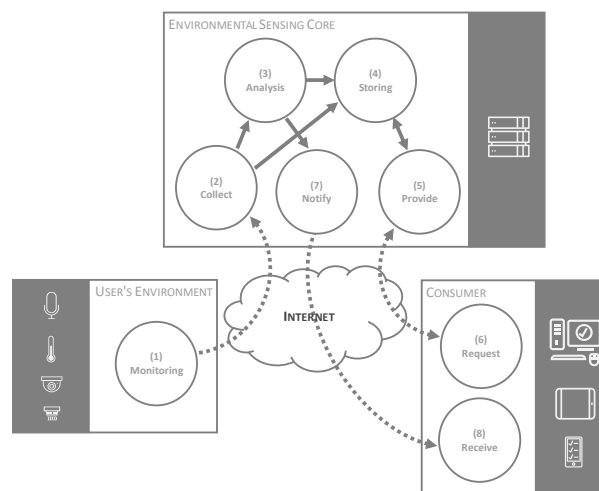 ENVIRONMENTAL SENSING CORE
(3)
Analysis
(4)
Storing
(2)
Collect
(7)
Notify
(5)
Provide
USER'S ENVIRONMENT
(1)
Monitoring
INTERNET
CONSUMER
(6)
Request
(8)
Receive